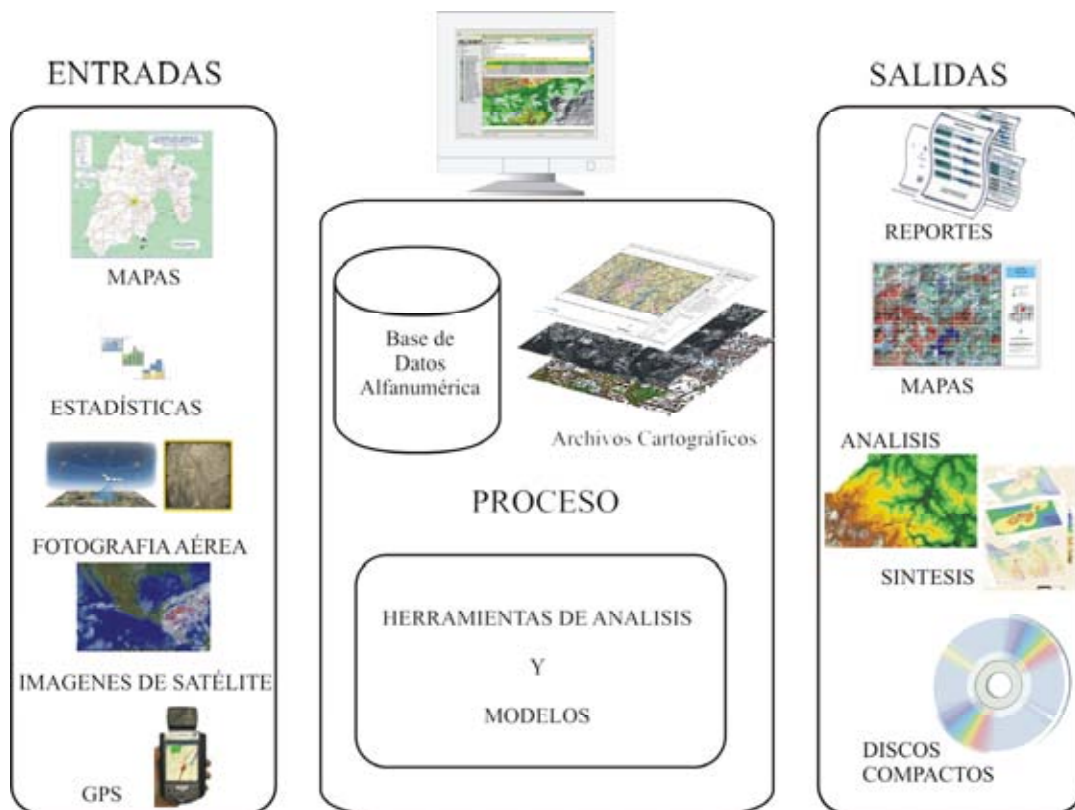 ENTRADAS
MAPAS
ESTADÍSTICAS
FOTOGRAFIA AÉREA
IMAGENES DE SATÉLITE
GPS
Base de
Datos
Alfanumérica
Archivos Cartográficos
PROCESO
HERRAMIENTAS DE ANALISIS
Y
MODELOS
SALIDAS
REPORTES
MAPAS
ANALISIS
SINTESIS
DISCOS
COMPACTOS